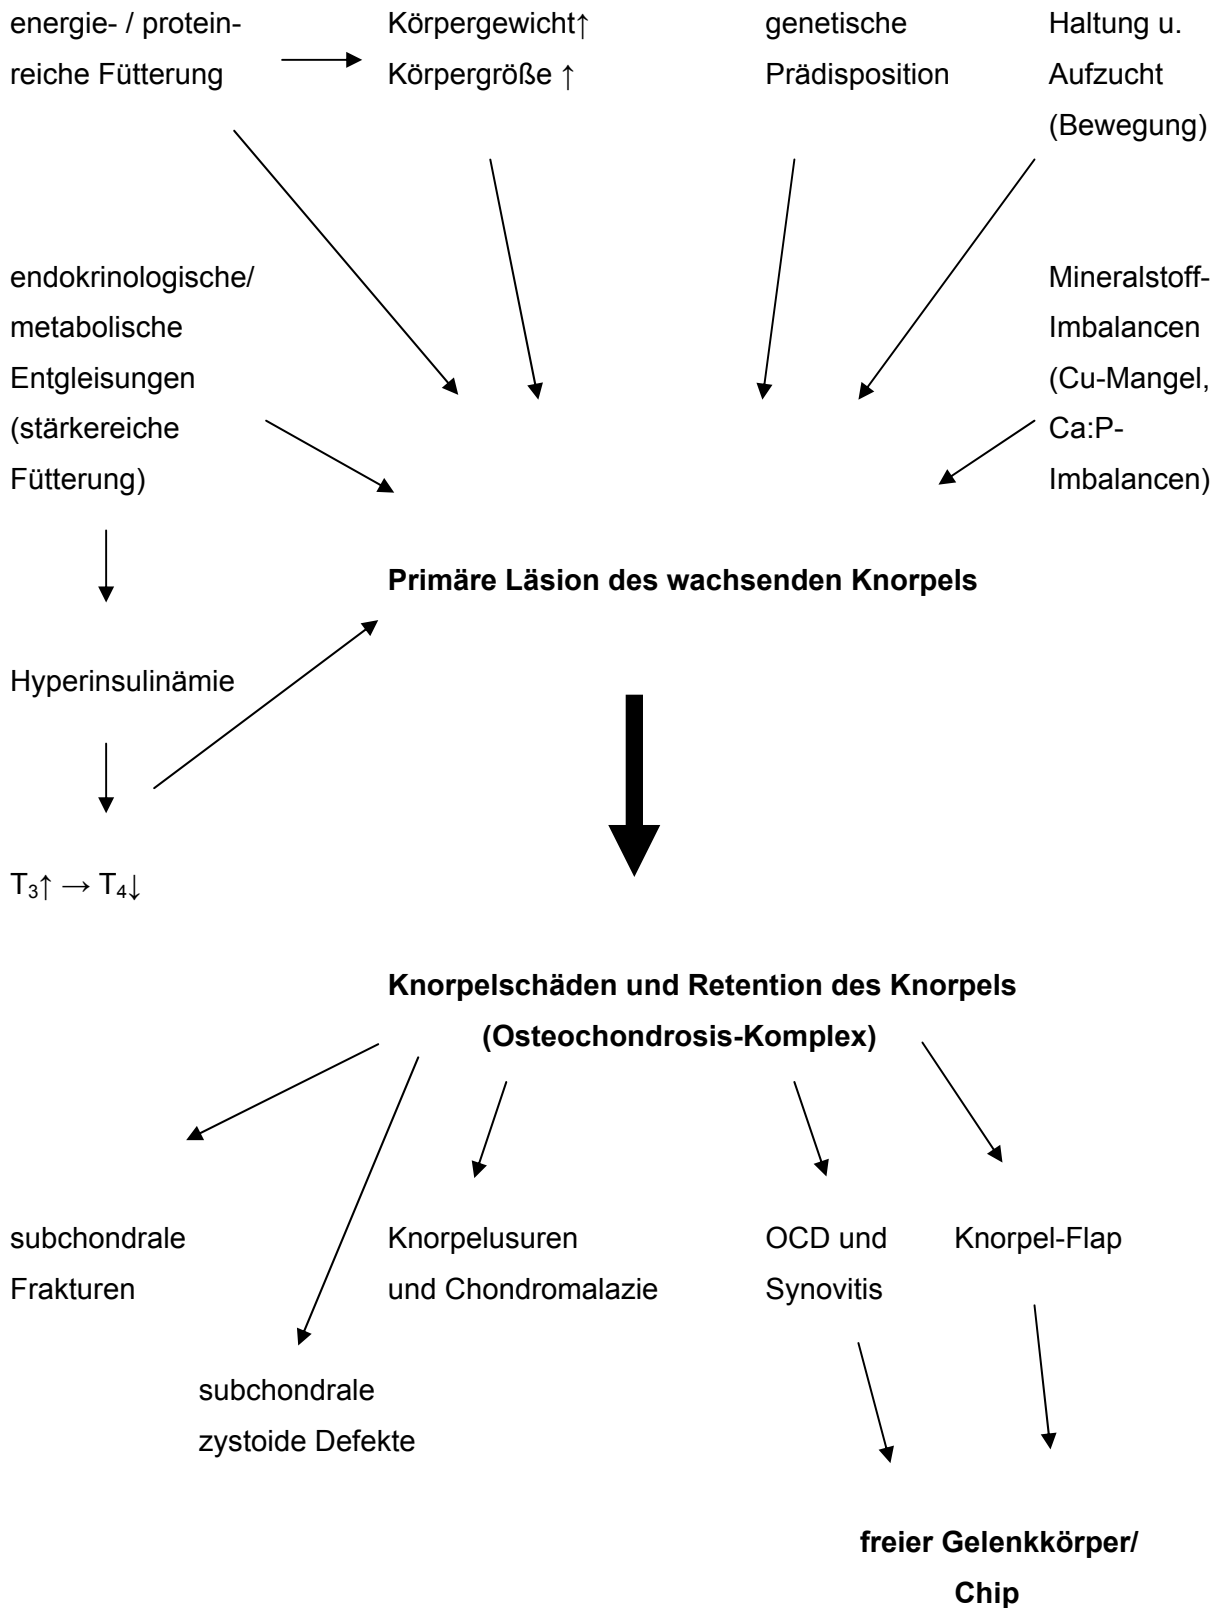 energie- / protein-
reiche Fütterung
Körpergewicht↑
Körpergröße ↑
genetische
Prädisposition
Haltung u.
Aufzucht
(Bewegung)
endokrinologische/
metabolische
Entgleisungen
(stärkereiche
Fütterung)
Mineralstoff-
Imbalancen
(Cu-Mangel,
Ca:P-
Imbalancen)
Primäre Läsion des wachsenden Knorpels
Hyperinsulinämie
T₃↑ → T₄↓
Knorpelschäden und Retention des Knorpels
(Osteochondrosis-Komplex)
subchondrale
Frakturen
subchondrale
zystoide Defekte
Knorpelusuren
und Chondromalazie
OCD und
Synovitis
Knorpel-Flap
freier Gelenkkörper/
Chip